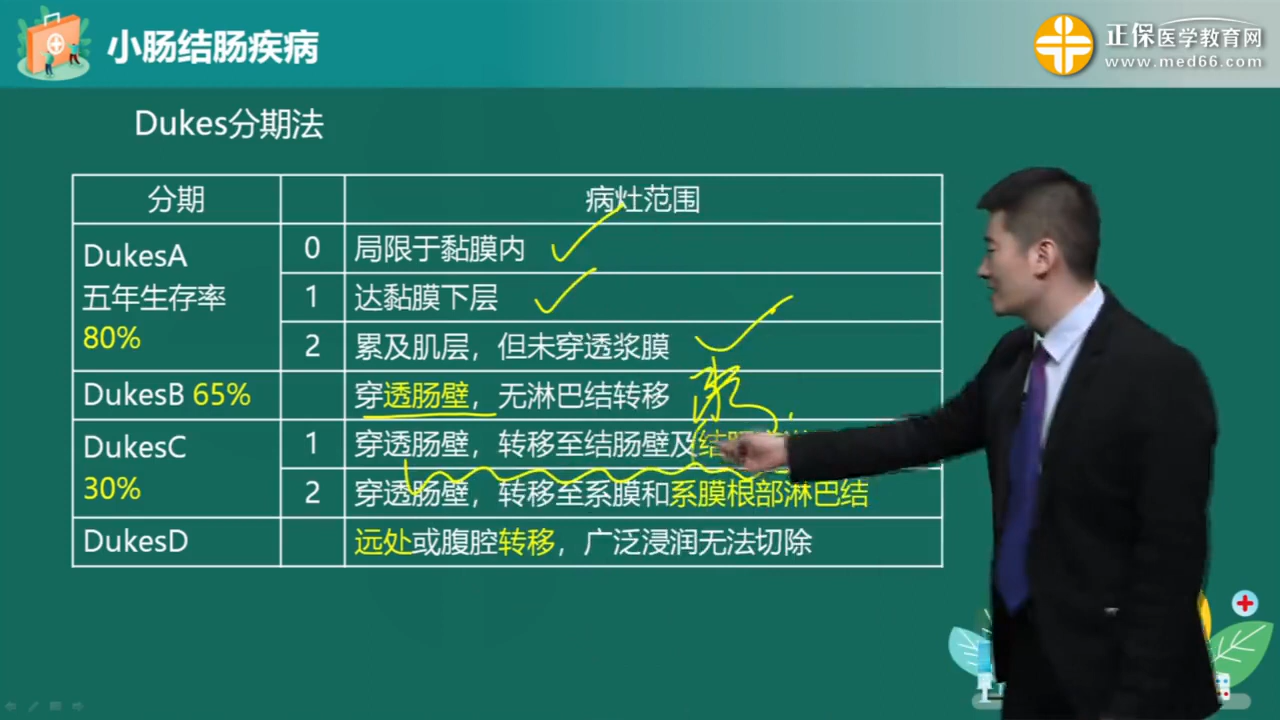 小肠结肠疾病
正保医学教育网
www.med66.com
Dukes分期法
分期
病灶范围
DukesA
五年生存率
80%
0
局限于黏膜内
1
达黏膜下层
2
累及肌层，但未穿透浆膜
DukesB 65%
穿透肠壁，无淋巴结转移
DukesC
30%
1
穿透肠壁，转移至结肠壁及结肠
2
穿透肠壁，转移至系膜和系膜根部淋巴结
DukesD
远处或腹腔转移，广泛浸润无法切除